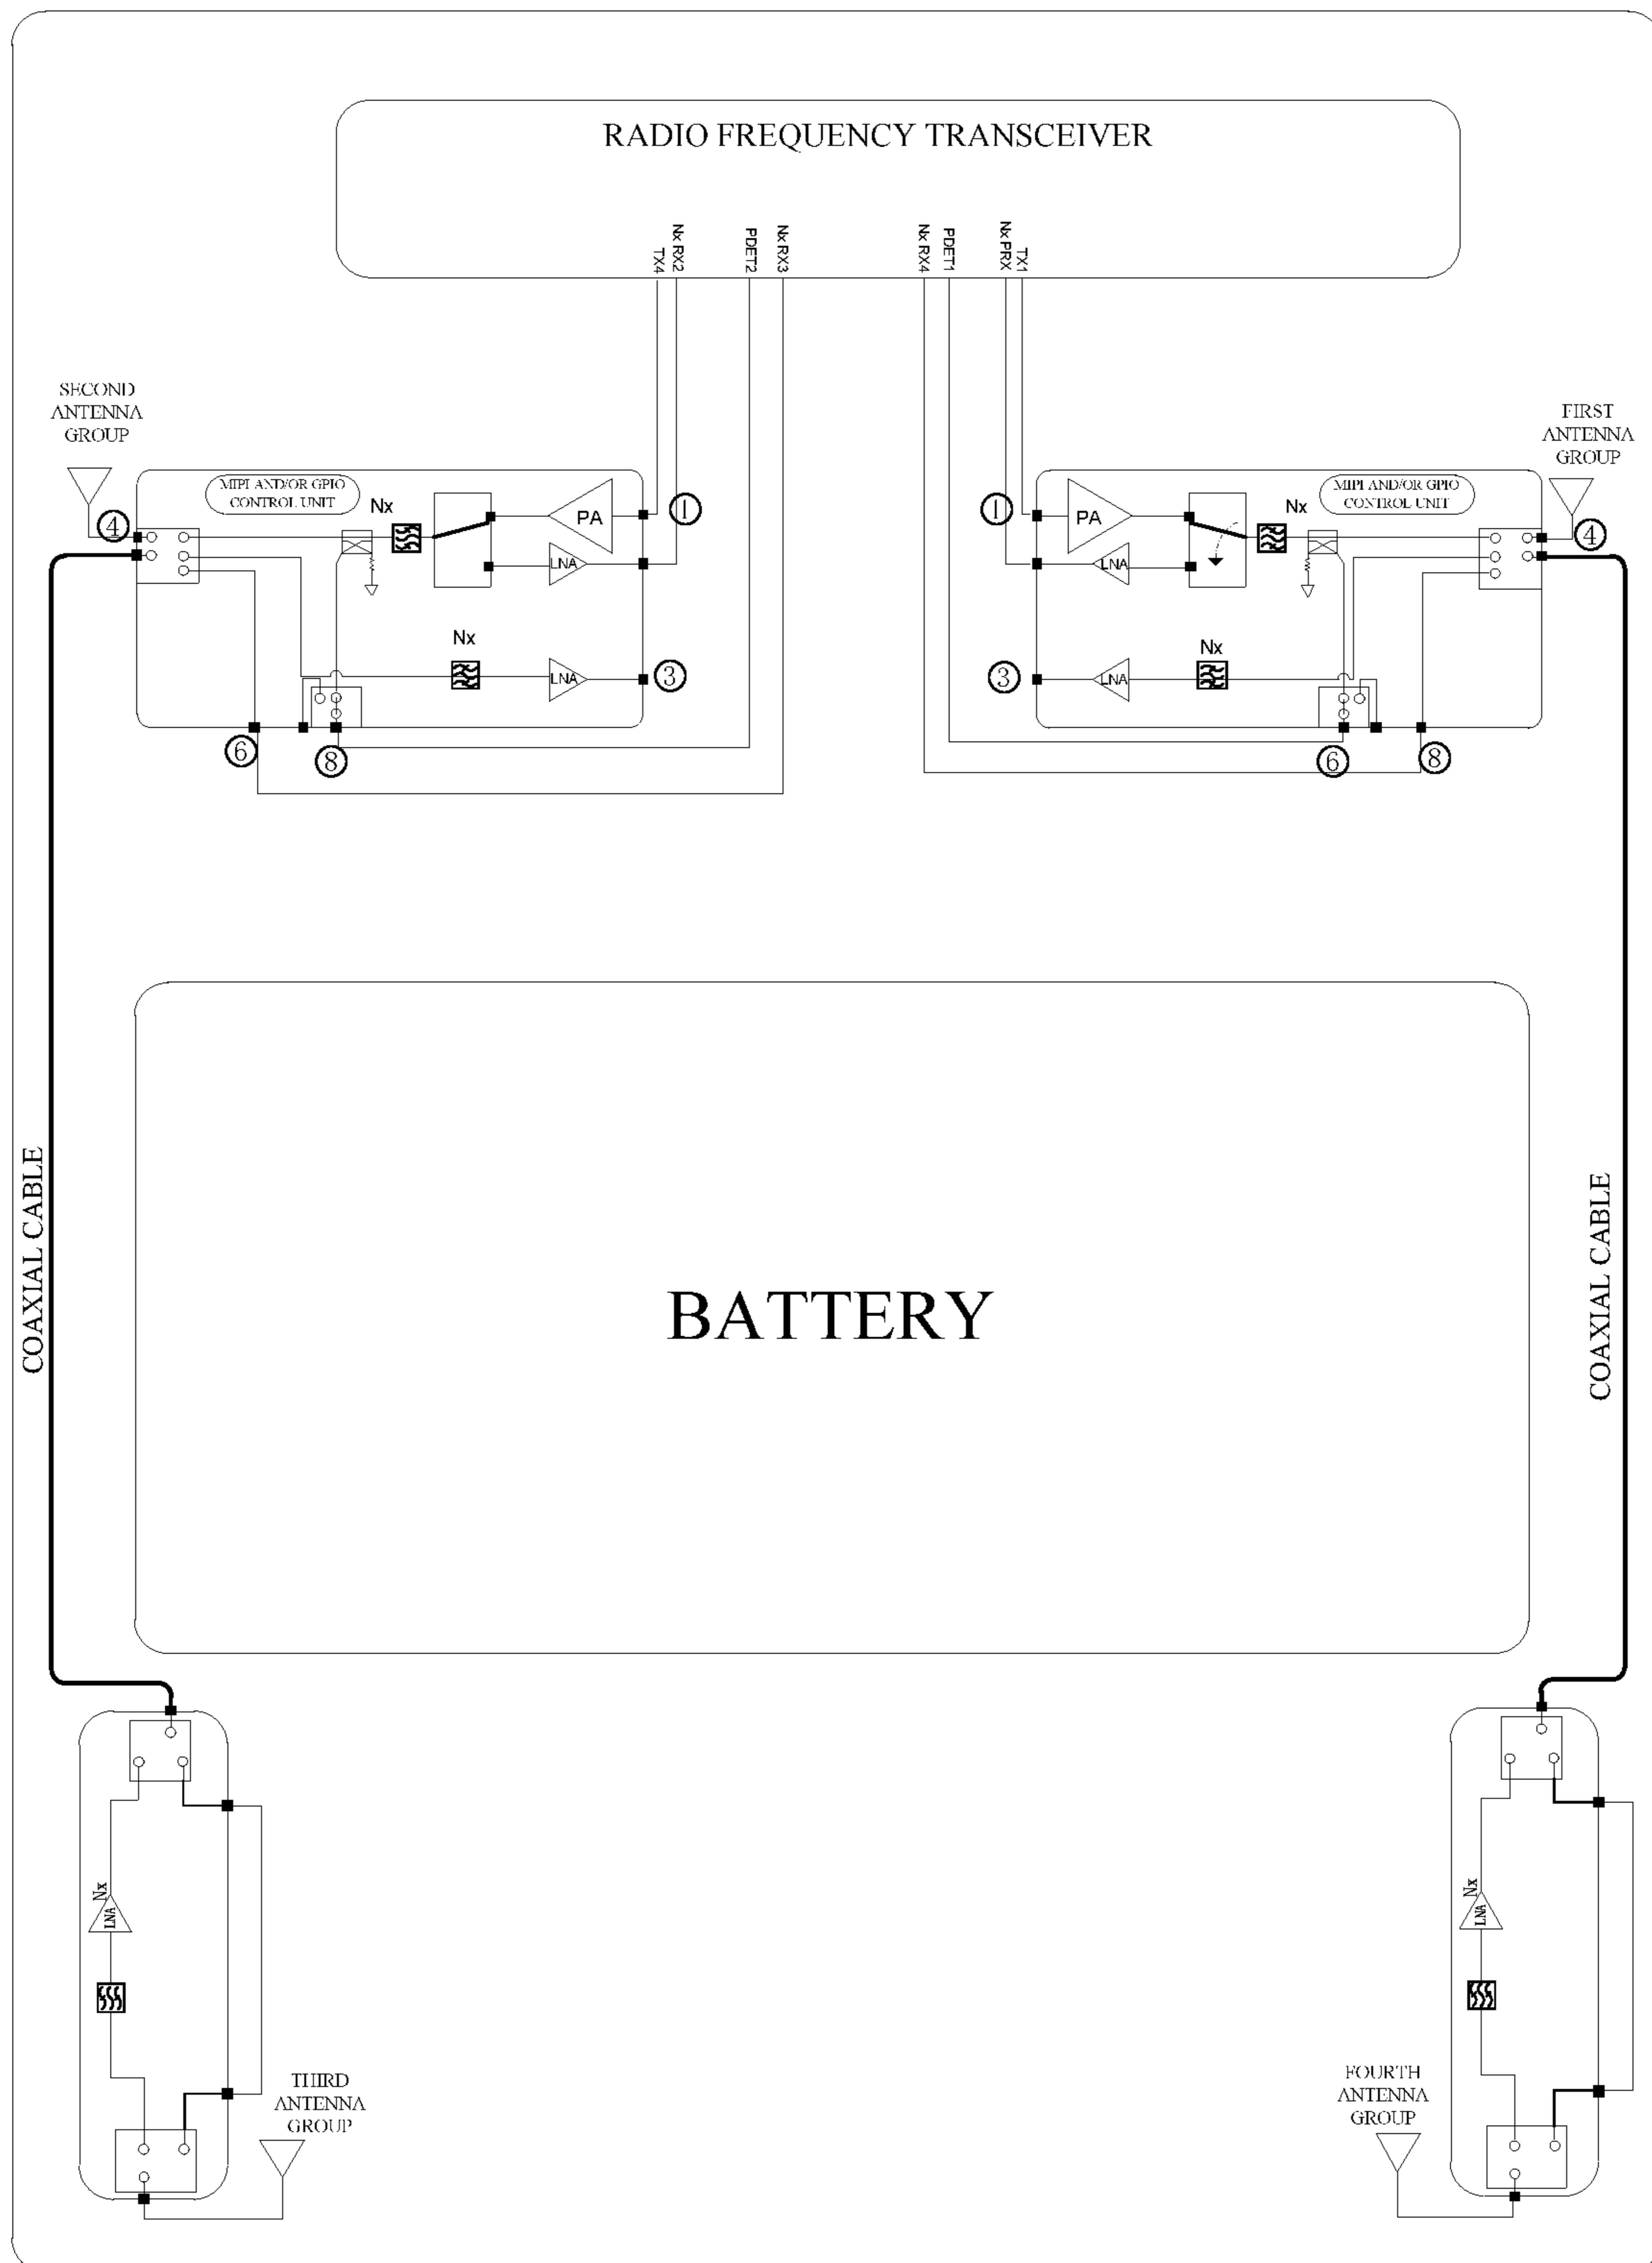 RADIO FREQUENCY TRANSCEIVER
TX4
Nx RX2
PDET2
Nx RX3
Nx RX4
PDET1
Nx PRX
TX1
SECOND
ANTENNA
GROUP
MIPI AND/OR GPIO
CONTROL UNIT
Nx
PA
LNA
①
④
Nx
LNA
③
⑥
⑧
FIRST
ANTENNA
GROUP
MIPI AND/OR GPIO
CONTROL UNIT
Nx
PA
LNA
①
④
Nx
LNA
③
⑥
⑧
COAXIAL CABLE
BATTERY
COAXIAL CABLE
Nx
LNA
THIRD
ANTENNA
GROUP
Nx
LNA
FOURTH
ANTENNA
GROUP